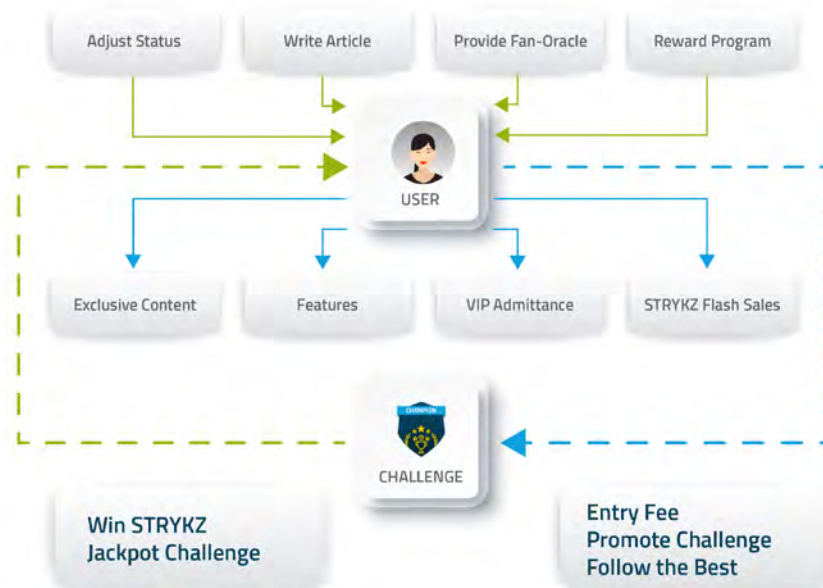 Adjust Status
Write Article
Provide Fan-Oracle
Reward Program
USER
Exclusive Content
Features
VIP Admittance
STRYKZ Flash Sales
CHAMPION
CHALLENGE
Win STRYKZ
Jackpot Challenge
Entry Fee
Promote Challenge
Follow the Best